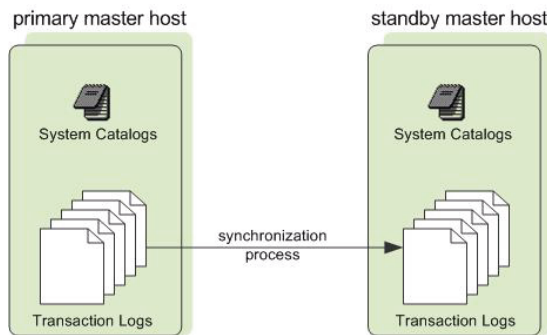 primary master host
standby master host
System Catalogs
System Catalogs
synchronization
process
Transaction Logs
Transaction Logs